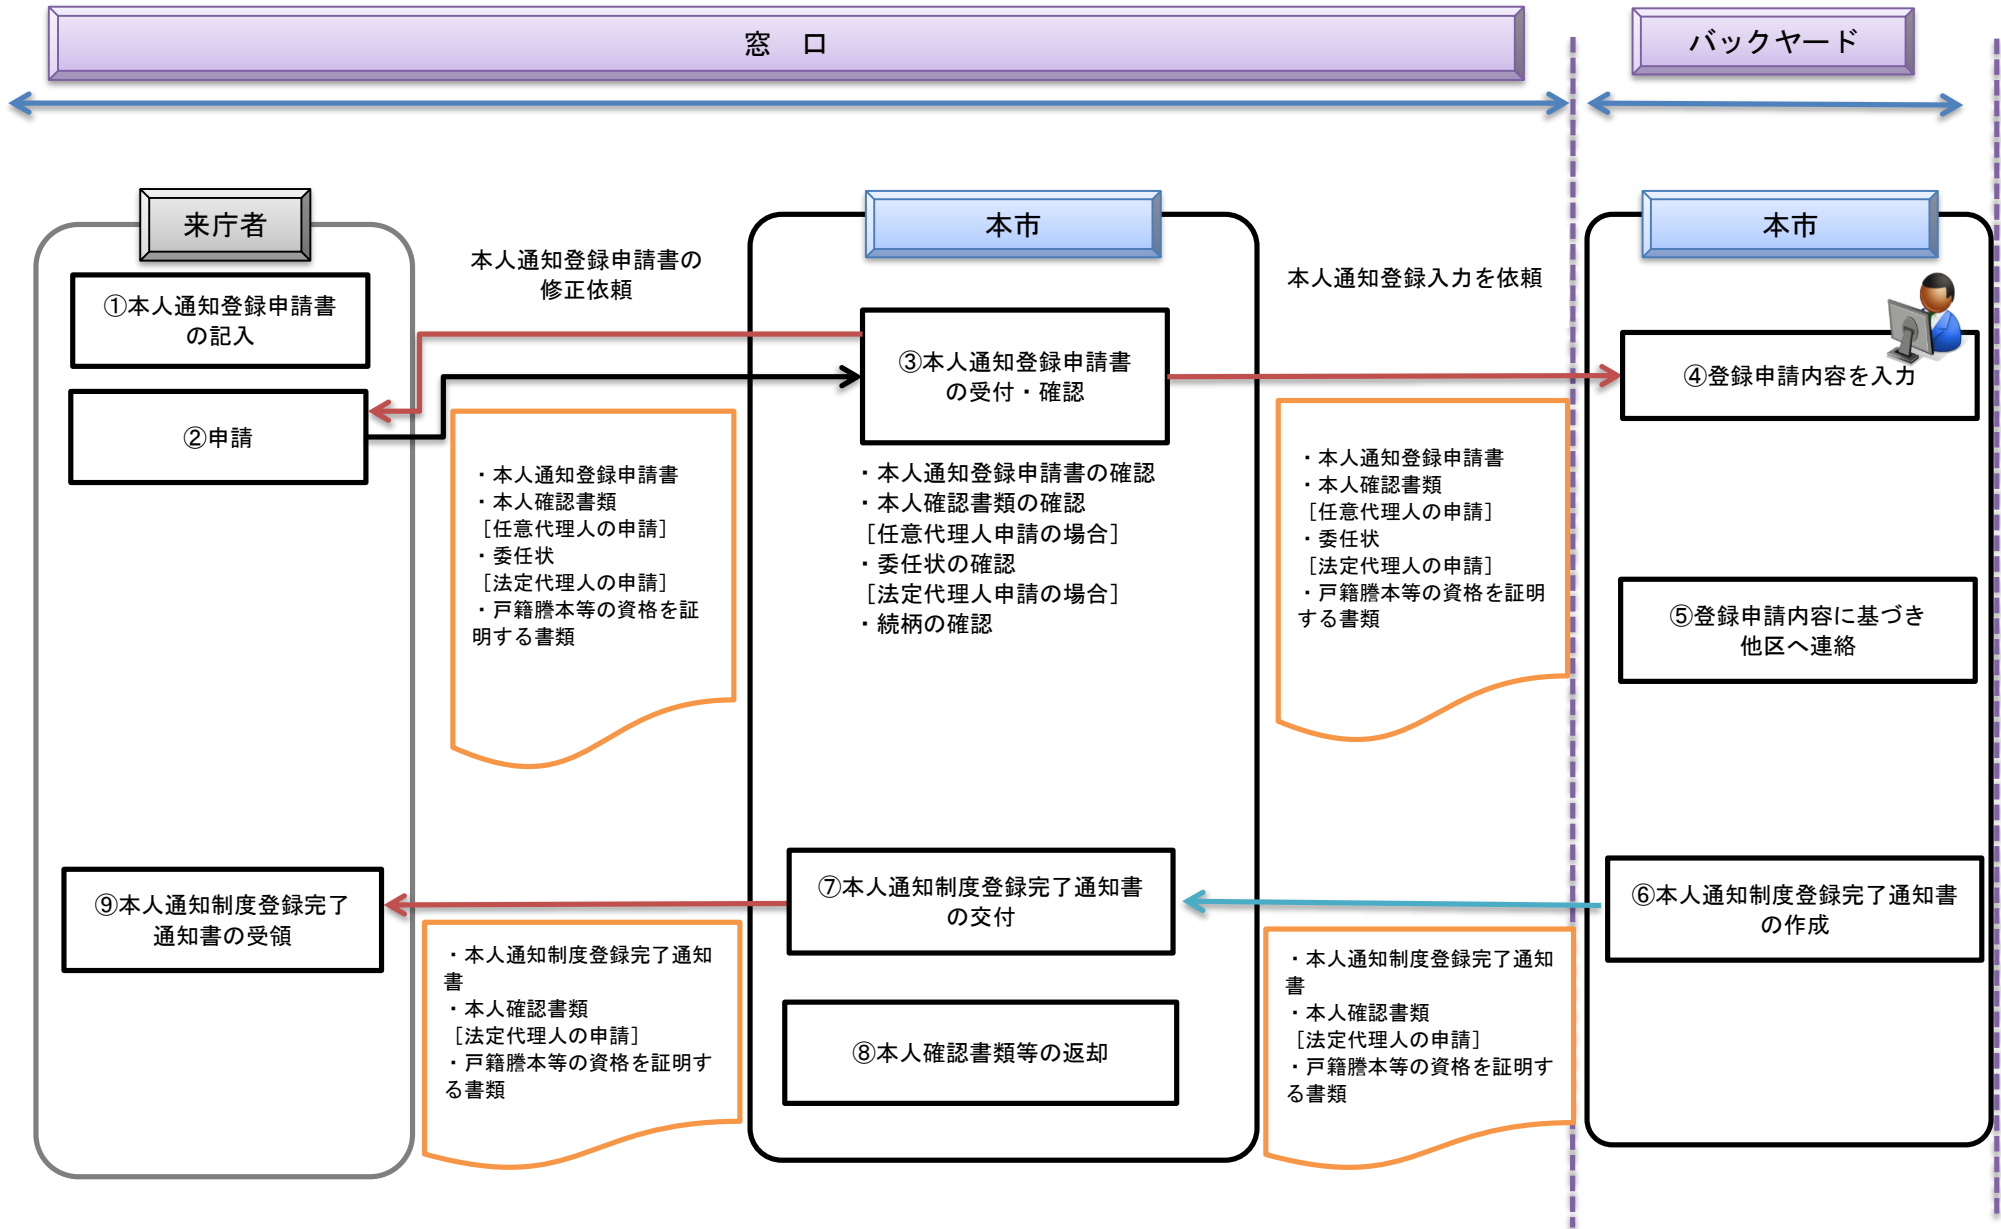 窓　口
バックヤード
来庁者
本市
本市
①本人通知登録申請書
の記入
②申請
本人通知登録申請書の
修正依頼
③本人通知登録申請書
の受付・確認
本人通知登録入力を依頼
④登録申請内容を入力
・本人通知登録申請書
・本人確認書類
［任意代理人の申請］
・委任状
［法定代理人の申請］
・戸籍謄本等の資格を証
明する書類
・本人通知登録申請書の確認
・本人確認書類の確認
［任意代理人申請の場合］
・委任状の確認
［法定代理人申請の場合］
・続柄の確認
・本人通知登録申請書
・本人確認書類
［任意代理人の申請］
・委任状
［法定代理人の申請］
・戸籍謄本等の資格を証明
する書類
⑤登録申請内容に基づき
他区へ連絡
⑨本人通知制度登録完了
通知書の受領
⑦本人通知制度登録完了通知書
の交付
⑥本人通知制度登録完了通知書
の作成
・本人通知制度登録完了通知
書
・本人確認書類
［法定代理人の申請］
・戸籍謄本等の資格を証明す
る書類
⑧本人確認書類等の返却
・本人通知制度登録完了通知
書
・本人確認書類
［法定代理人の申請］
・戸籍謄本等の資格を証明す
る書類